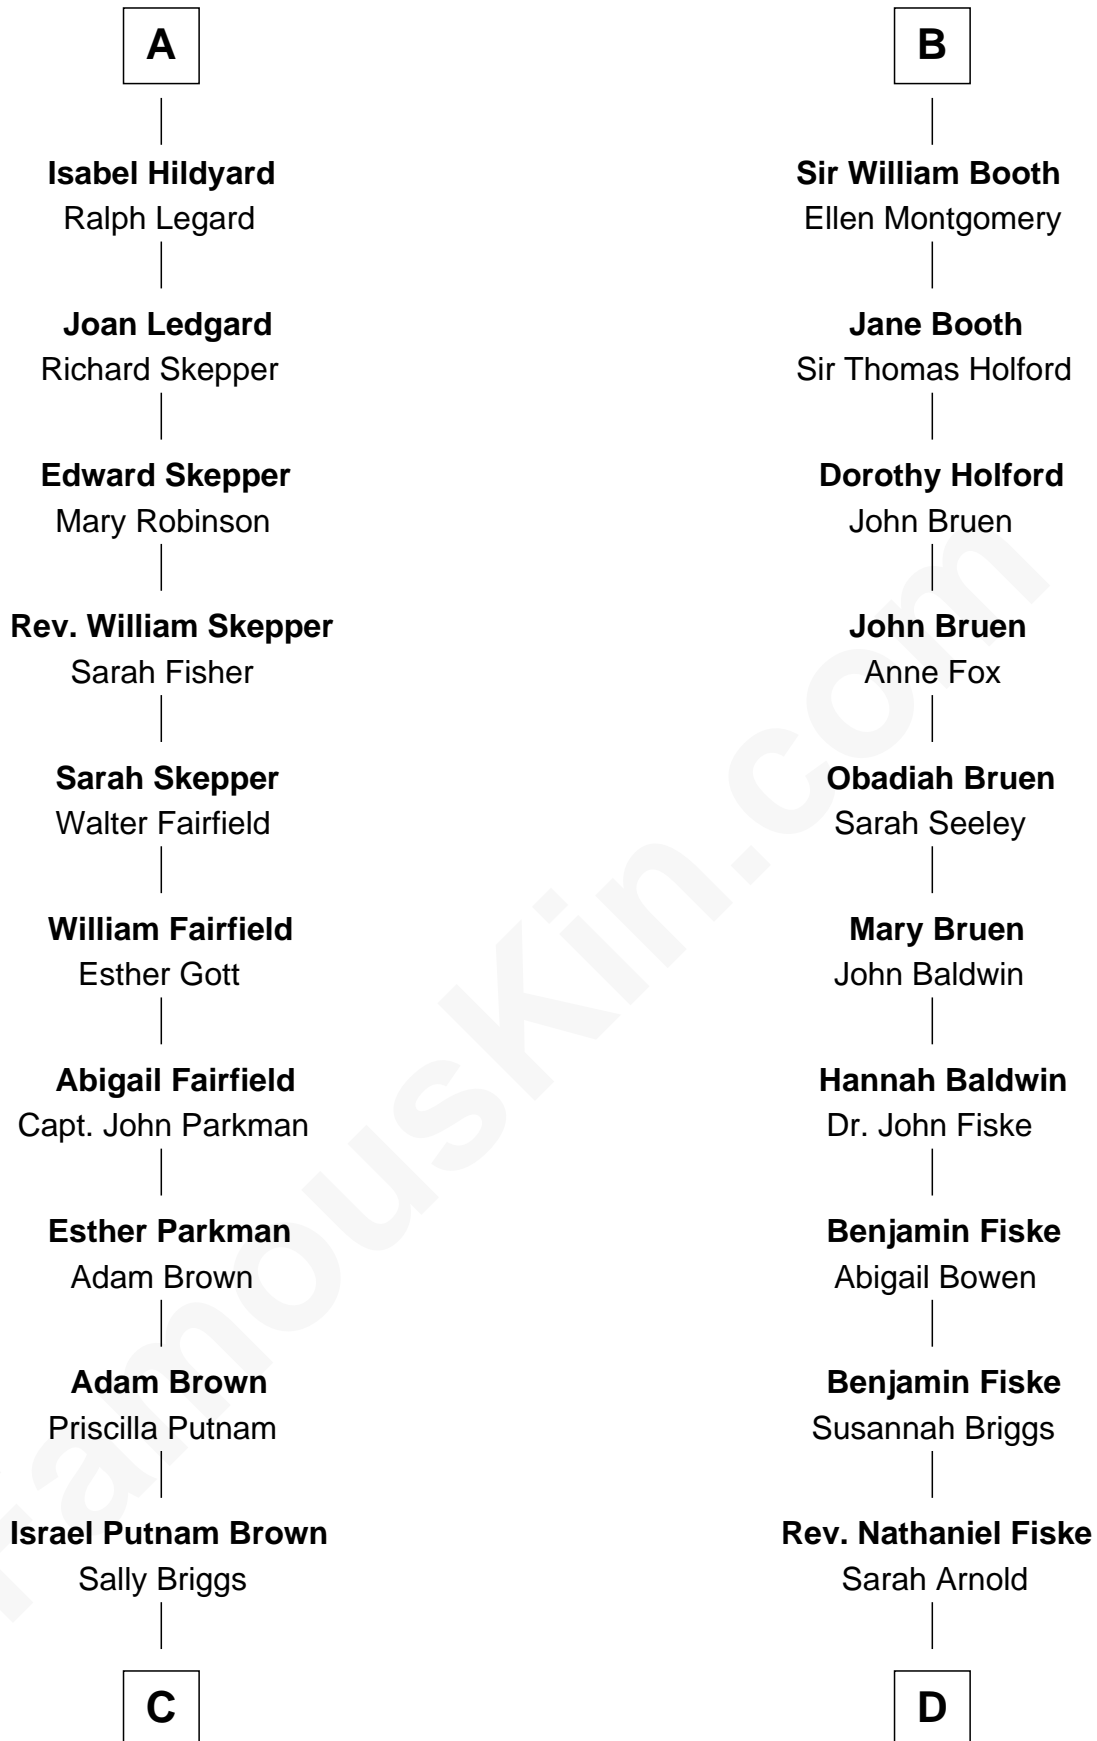 A
Isabel Hildyard
Ralph Legard
Joan Ledgard
Richard Skepper
Edward Skepper
Mary Robinson
Rev. William Skepper
Sarah Fisher
Sarah Skepper
Walter Fairfield
William Fairfield
Esther Gott
Abigail Fairfield
Capt. John Parkman
Esther Parkman
Adam Brown
Adam Brown
Priscilla Putnam
Israel Putnam Brown
Sally Briggs
C
B
Sir William Booth
Ellen Montgomery
Jane Booth
Sir Thomas Holford
Dorothy Holford
John Bruen
John Bruen
Anne Fox
Obadiah Bruen
Sarah Seeley
Mary Bruen
John Baldwin
Hannah Baldwin
Dr. John Fiske
Benjamin Fiske
Abigail Bowen
Benjamin Fiske
Susannah Briggs
Rev. Nathaniel Fiske
Sarah Arnold
D
FamousKin.com